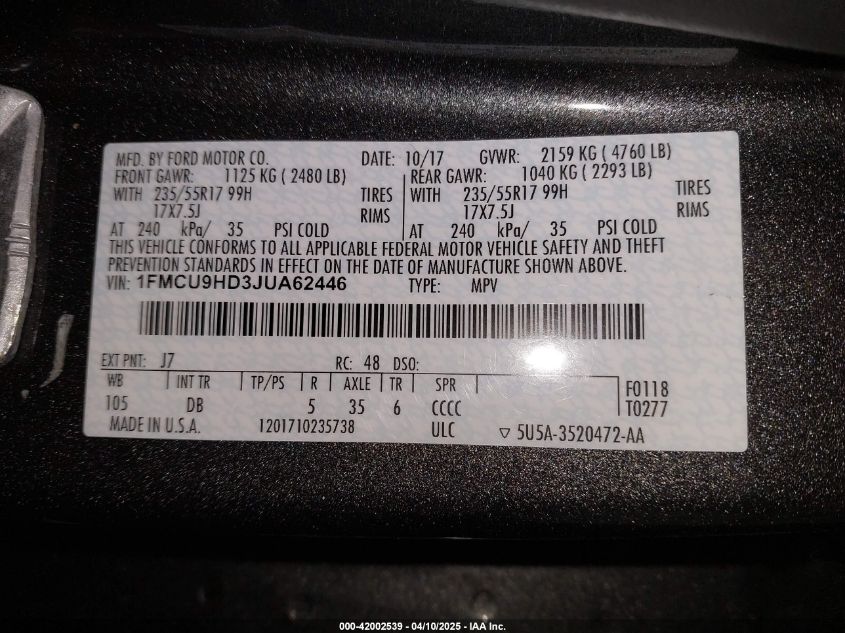 MFD. BY FORD MOTOR CO. DATE: 10/17 GVWR: 2159 KG ( 4760 LB)
FRONT GAWR: 1125 KG ( 2480 LB) REAR GAWR: 1040 KG ( 2293 LB)
WITH 235/55R17 99H TIRES WITH 235/55R17 99H TIRES
17X7.5J RIMS 17X7.5J RIMS
AT 240 kPa/ 35 PSI COLD AT 240 kPa/ 35 PSI COLD
THIS VEHICLE CONFORMS TO ALL APPLICABLE FEDERAL MOTOR VEHICLE SAFETY AND THEFT
PREVENTION STANDARDS IN EFFECT ON THE DATE OF MANUFACTURE SHOWN ABOVE.
VIN: 1FMCU9HD3JUA62446 TYPE: MPV
EXT PNT: J7 RC: 48 DSO:
WB INT TR TP/PS R AXLE TR SPR F0118
105 DB 5 35 6 CCCC T0277
MADE IN U.S.A. 1201710235738 ULC ▽ 5U5A-3520472-AA
000-42002539 - 04/10/2025 - IAA Inc.